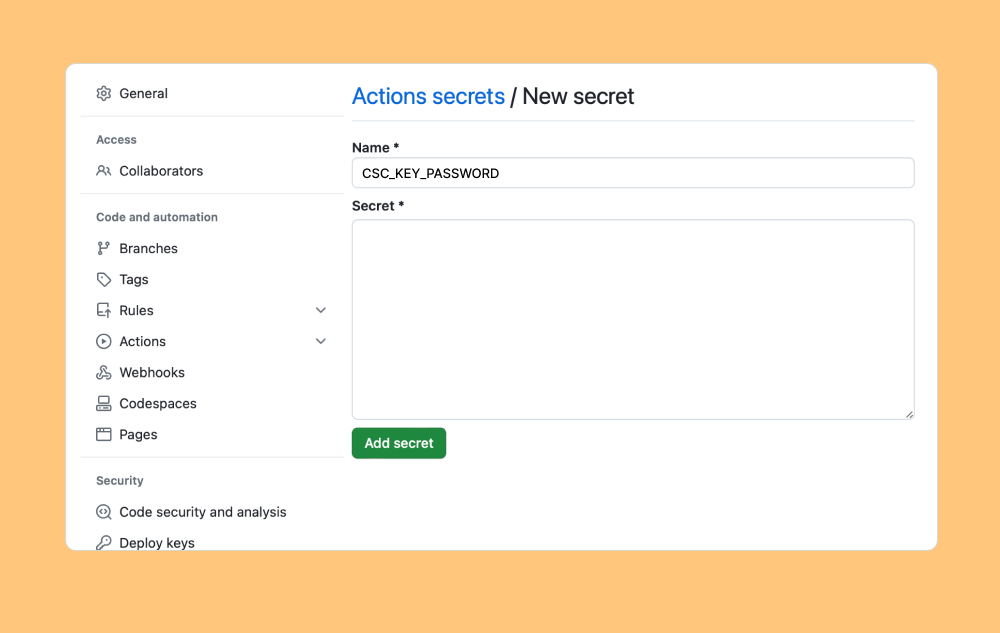 General
Access
Collaborators
Code and automation
Branches
Tags
Rules
Actions
Webhooks
Codespaces
Pages
Security
Code security and analysis
Deploy keys
Actions secrets / New secret
Name *
CSC_KEY_PASSWORD
Secret *
Add secret